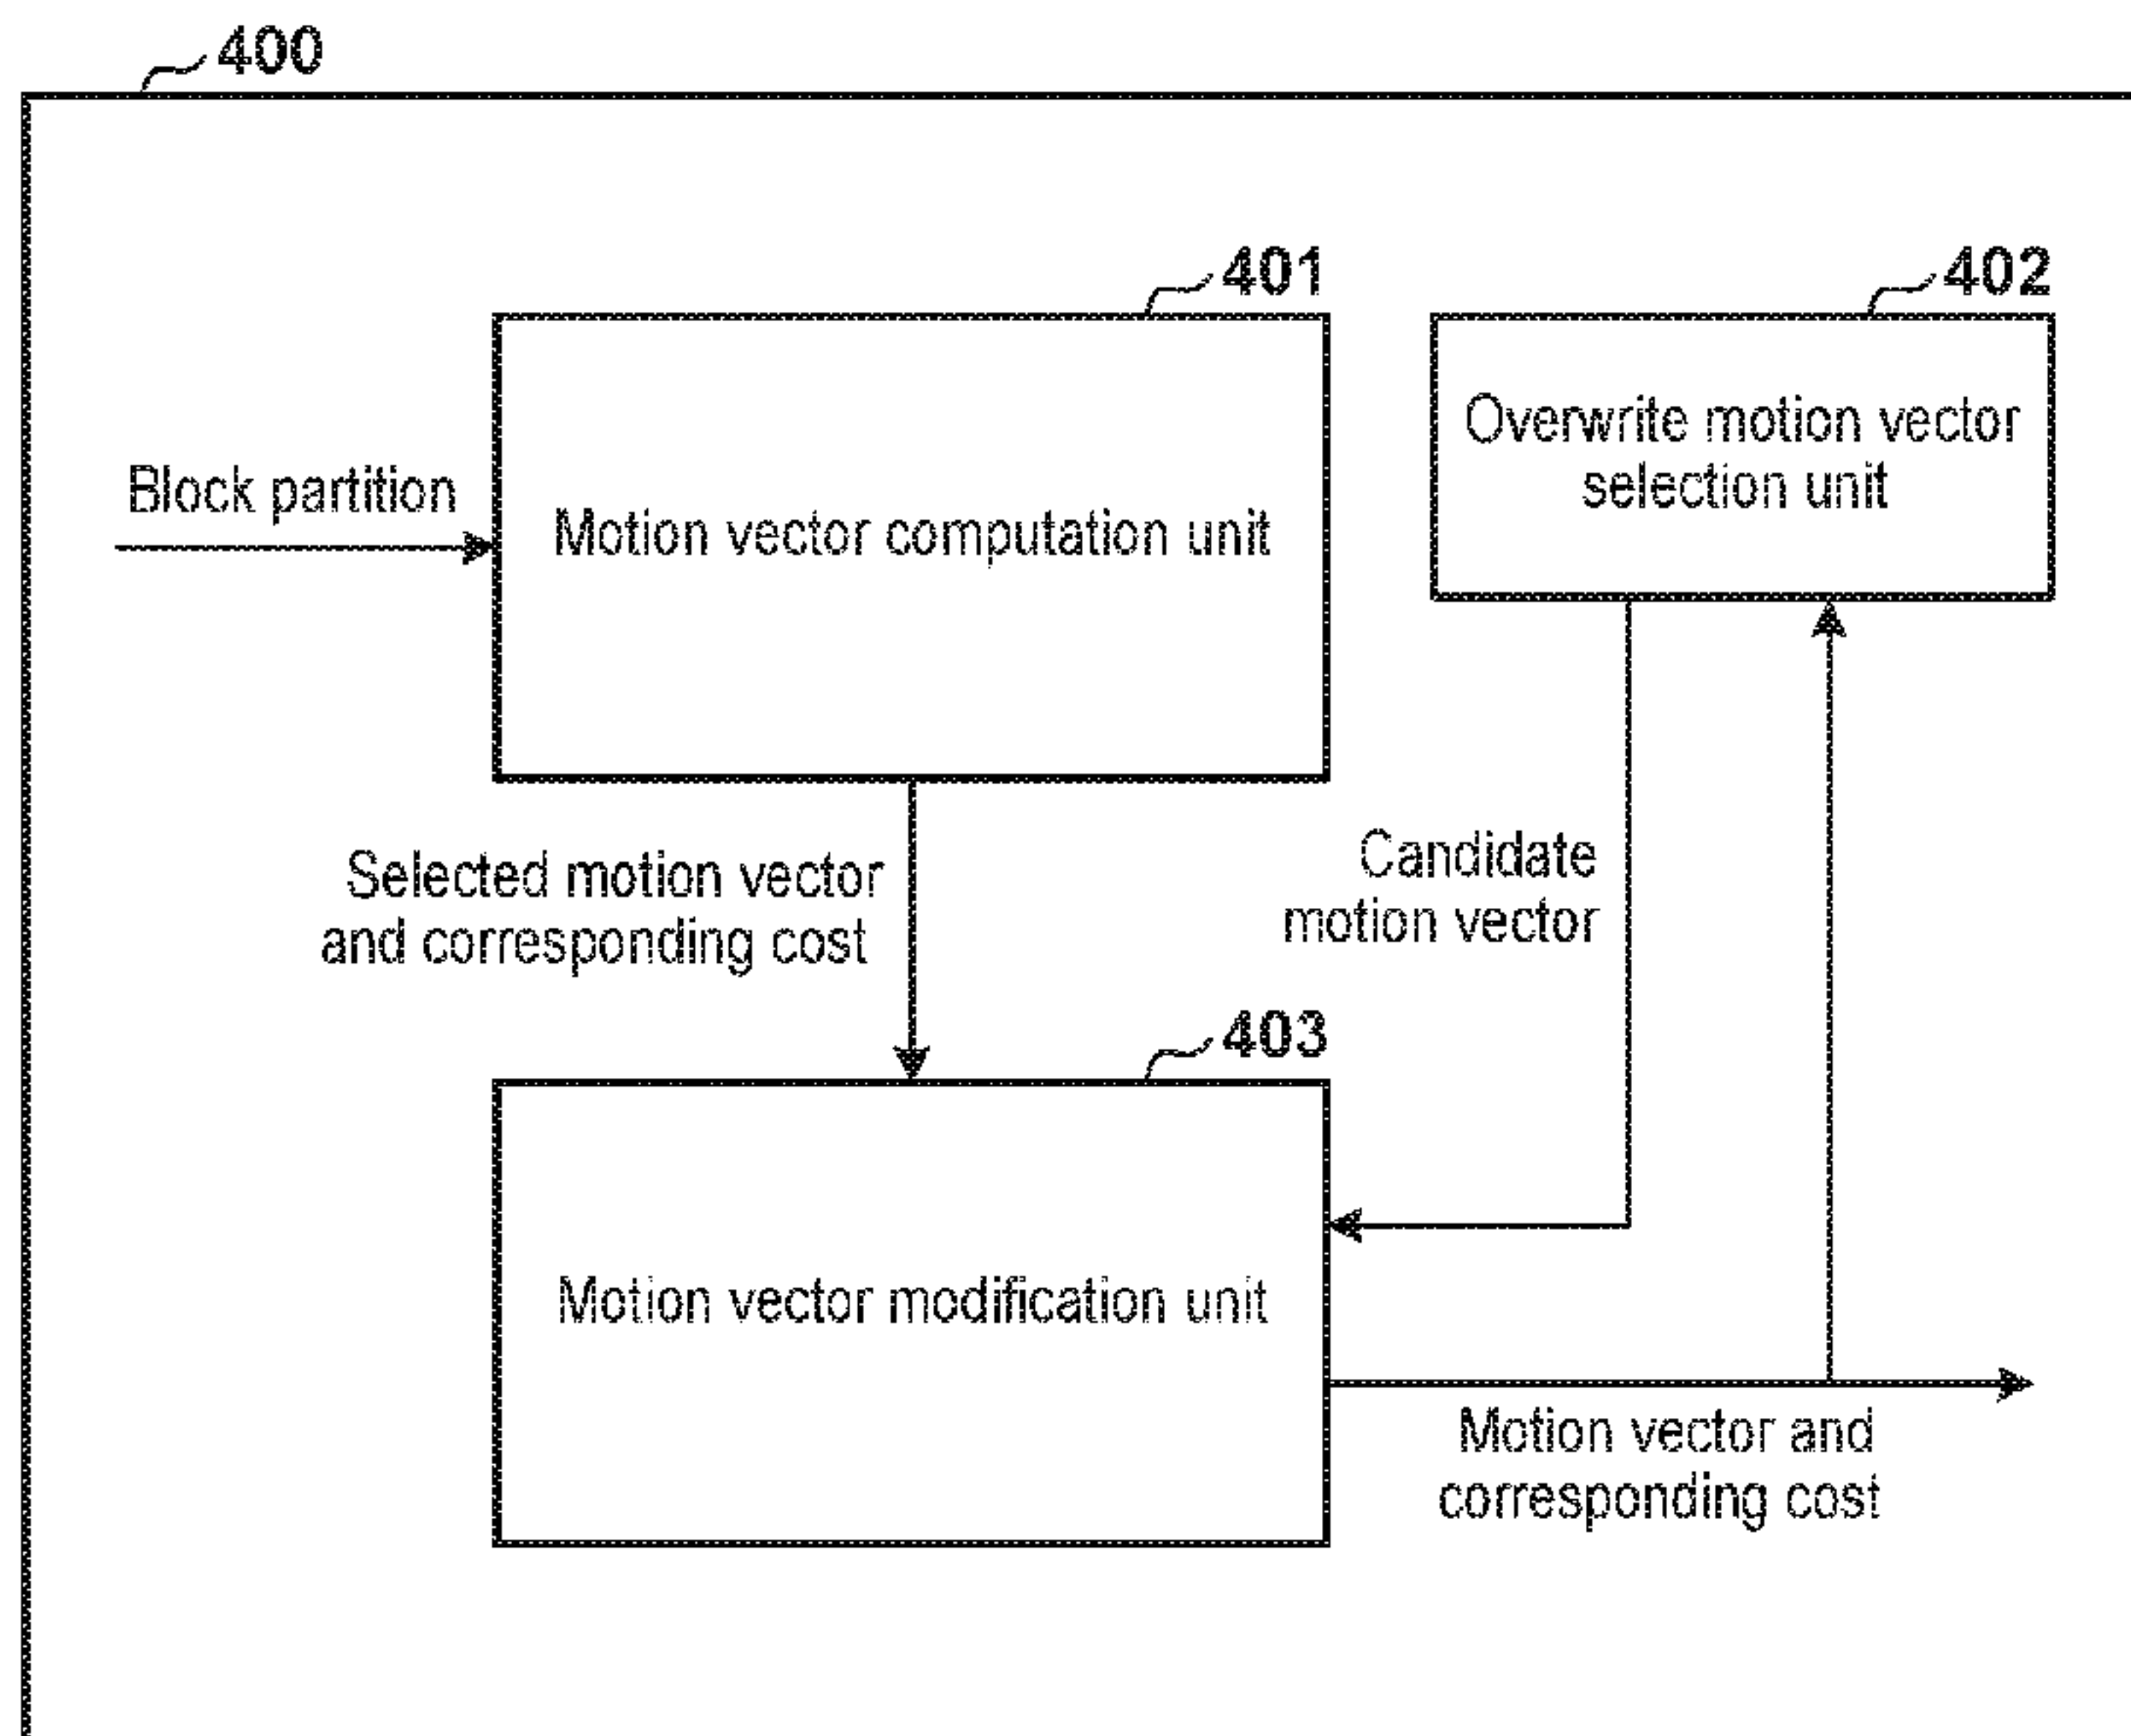 400
401
402
Overwrite motion vector
selection unit
Block partition
Motion vector computation unit
Selected motion vector
and corresponding cost
Candidate
motion vector
403
Motion vector modification unit
Motion vector and
corresponding cost